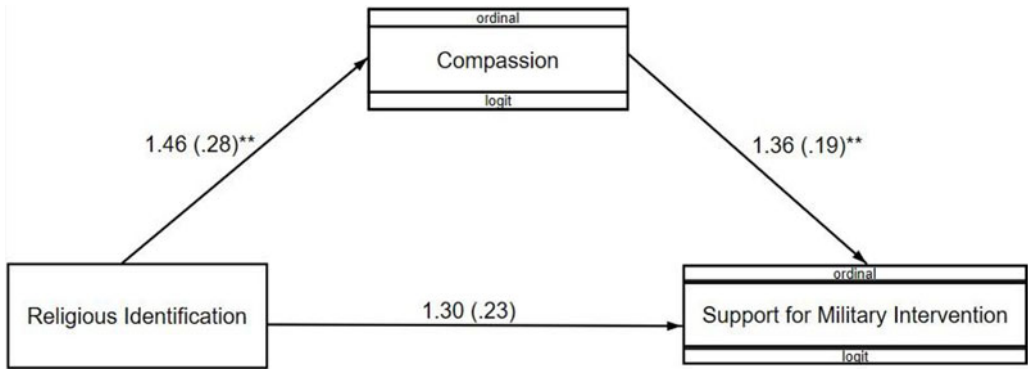 ordinal
Compassion
logit
1.46 (.28)**
1.36 (.19)**
Religious Identification
1.30 (.23)
ordinal
Support for Military Intervention
logit